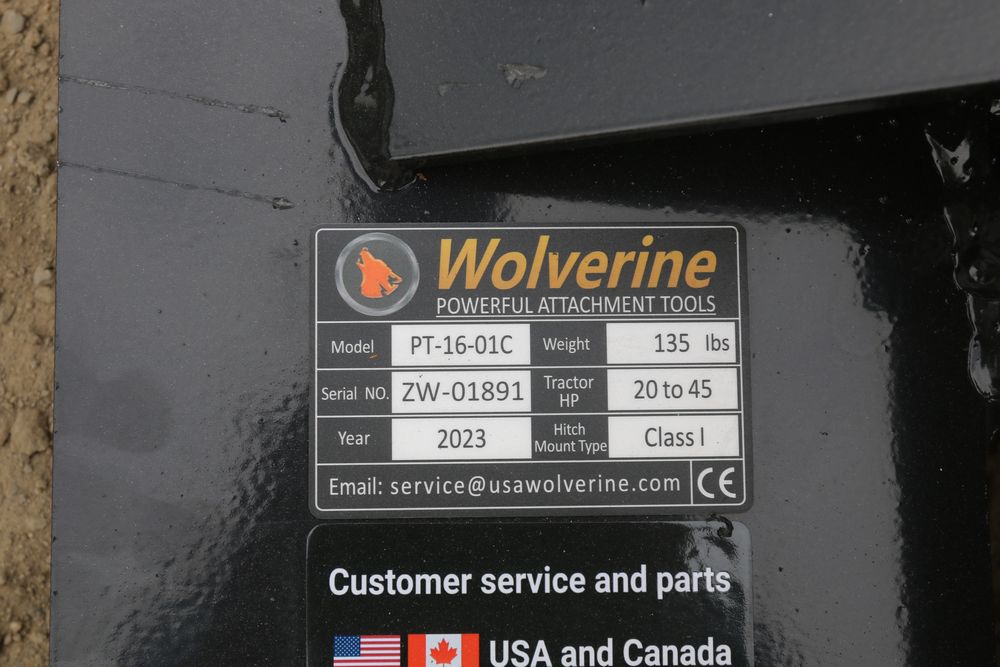 Wolverine
POWERFUL ATTACHMENT TOOLS
Model PT-16-01C Weight 135 lbs
Serial NO. ZW-01891 Tractor HP 20 to 45
Year 2023 Hitch Mount Type Class I
Email: service@usawolverine.com CE
Customer service and parts
USA and Canada